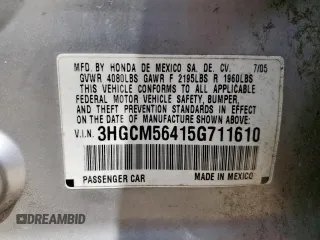 MFD. BY HONDA DE MEXICO SA. DE. CV. 7/05
GVWR 4080LBS GAWR F 2195LBS R 1960LBS
THIS VEHICLE CONFORMS TO ALL APPLICABLE
FEDERAL MOTOR VEHICLE SAFETY, BUMPER,
AND THEFT PREVENTION STANDARDS IN EFFECT
ON THE DATE OF MANUFACTURE SHOWN ABOVE.
V.I.N. 3HGCM56415G711610
PASSENGER CAR MADE IN MEXICO
DREAMBID